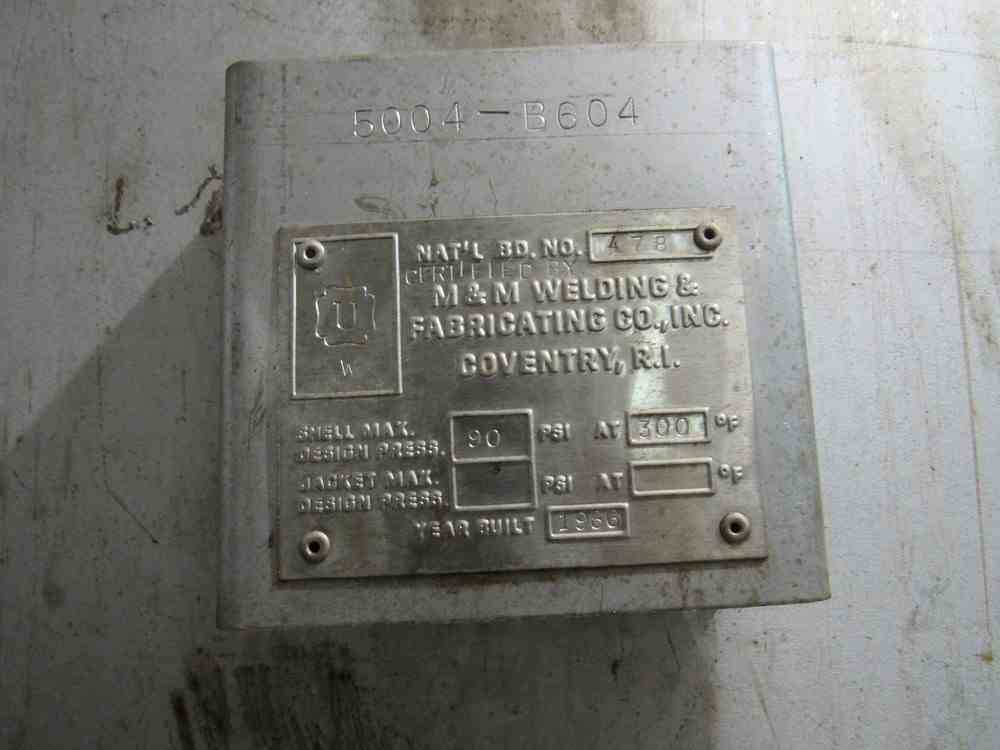 5004-B604
NAT'L BD. NO. 478
CERTIFIED BY
M & M WELDING &
FABRICATING CO., INC.
COVENTRY, R.I.
U
W
SHELL MAX.
DESIGN PRESS. 90 PSI AT 300 °F
JACKET MAX.
DESIGN PRESS. PSI AT °F
YEAR BUILT